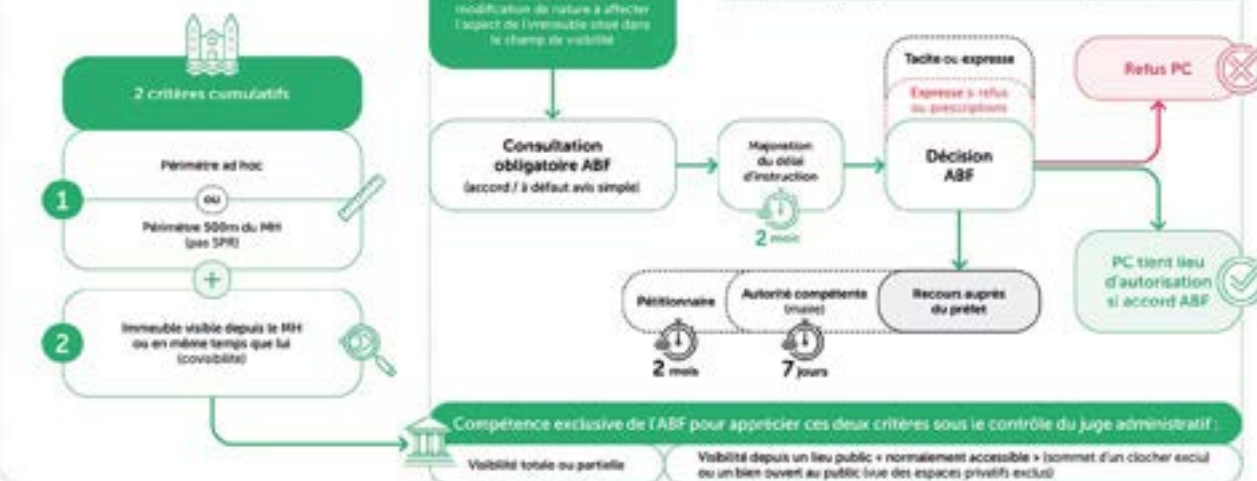 modification de nature à affecter
l'aspect de l'immeuble situé dans
le champ de visibilité
2 critères cumulatifs
1
Périmètre ad hoc
ou
Périmètre 500m du MH
(pas SPR)
+
2
Immeuble visible depuis le MH
ou en même temps que lui
(covisibilité)
Consultation
obligatoire ABF
(accord / à défaut avis simple)
Majoration
du délai
d'instruction
2 mois
Tacite ou expresse
Expresse si refus
ou prescriptions
Décision
ABF
Refus PC
PC tient lieu
d'autorisation
si accord ABF
Pétitionnaire
2 mois
Autorité compétente
(maire)
7 jours
Recours auprès
du préfet
Compétence exclusive de l'ABF pour apprécier ces deux critères sous le contrôle du juge administratif :
Visibilité totale ou partielle
Visibilité depuis un lieu public « normalement accessible » (sommet d'un clocher exclu)
ou un bien ouvert au public (vue des espaces privatifs exclus)